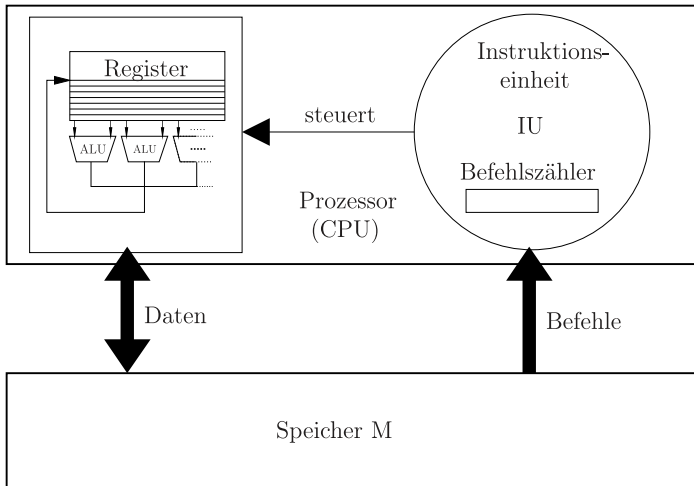 Register
ALU
ALU
steuert
Instruktions-
einheit
IU
Befehlszähler
Prozessor
(CPU)
Daten
Befehle
Speicher M